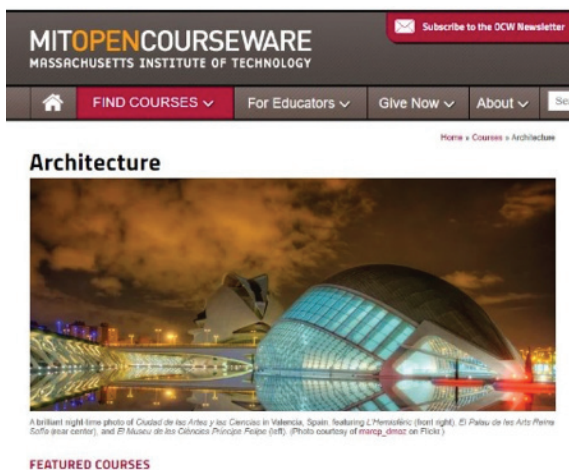 Subscribe to the OCW Newsletter
MITOPENCOURSEWARE
MASSACHUSETTS INSTITUTE OF TECHNOLOGY
FIND COURSES For Educators Give Now About
Home » Courses » Architecture
Architecture
A brilliant night-time photo of Ciudad de las Artes y las Ciencias in Valencia, Spain, featuring L'Hemisfèric (front right), El Palau de les Arts Reina
Sofía (rear center), and El Museu de les Ciències Príncipe Felipe (left). (Photo courtesy of marcp_dmoz on Flickr.)
FEATURED COURSES